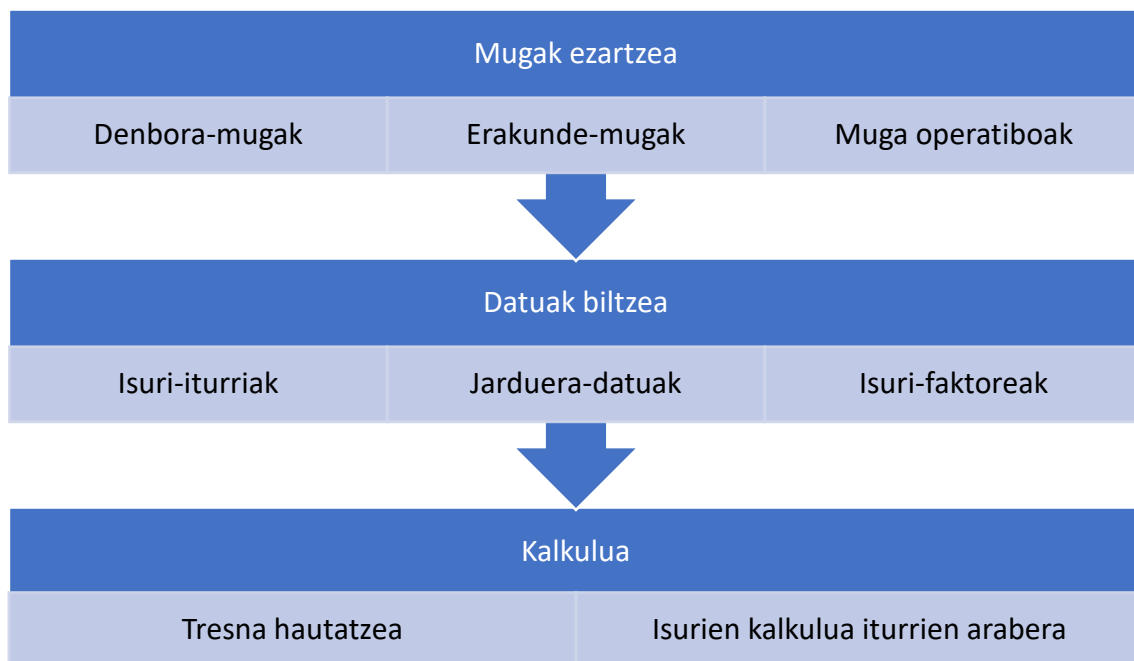 Mugak ezartzea
Denbora-mugak
Erakunde-mugak
Muga operatiboak
Datuak biltzea
Isuri-iturriak
Jarduera-datuak
Isuri-faktoreak
Kalkulua
Tresna hautatzea
Isurien kalkulua iturrien arabera